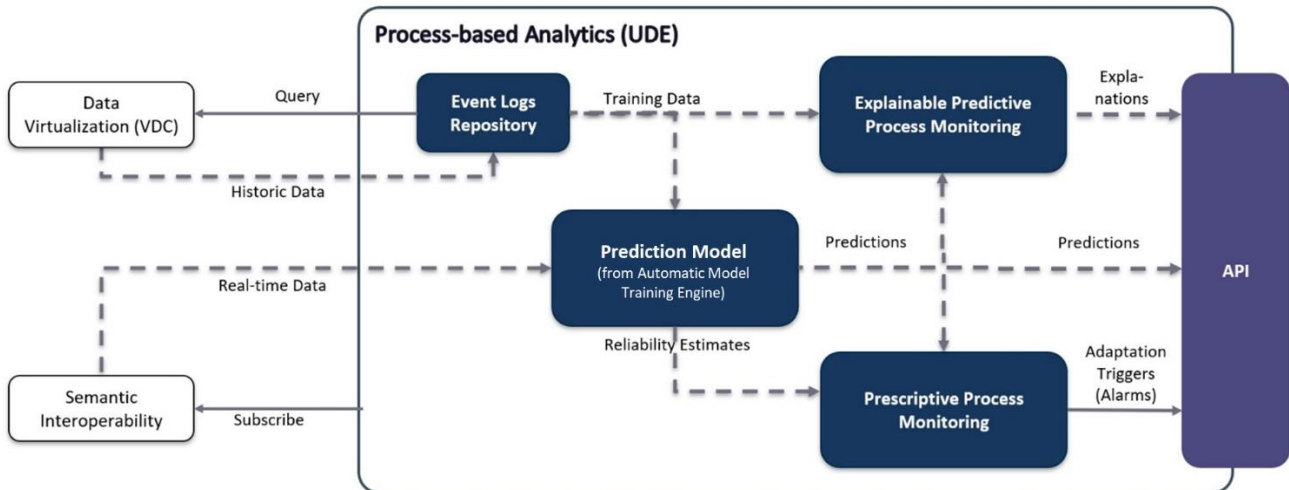 Process-based Analytics (UDE)
Data
Virtualization (VDC)
Query
Event Logs
Repository
Training Data
Explainable Predictive
Process Monitoring
Expla-
nations
Historic Data
Prediction Model
(from Automatic Model
Training Engine)
Predictions
Predictions
API
Real-time Data
Reliability Estimates
Semantic
Interoperability
Subscribe
Prescriptive Process
Monitoring
Adaptation
Triggers
(Alarms)